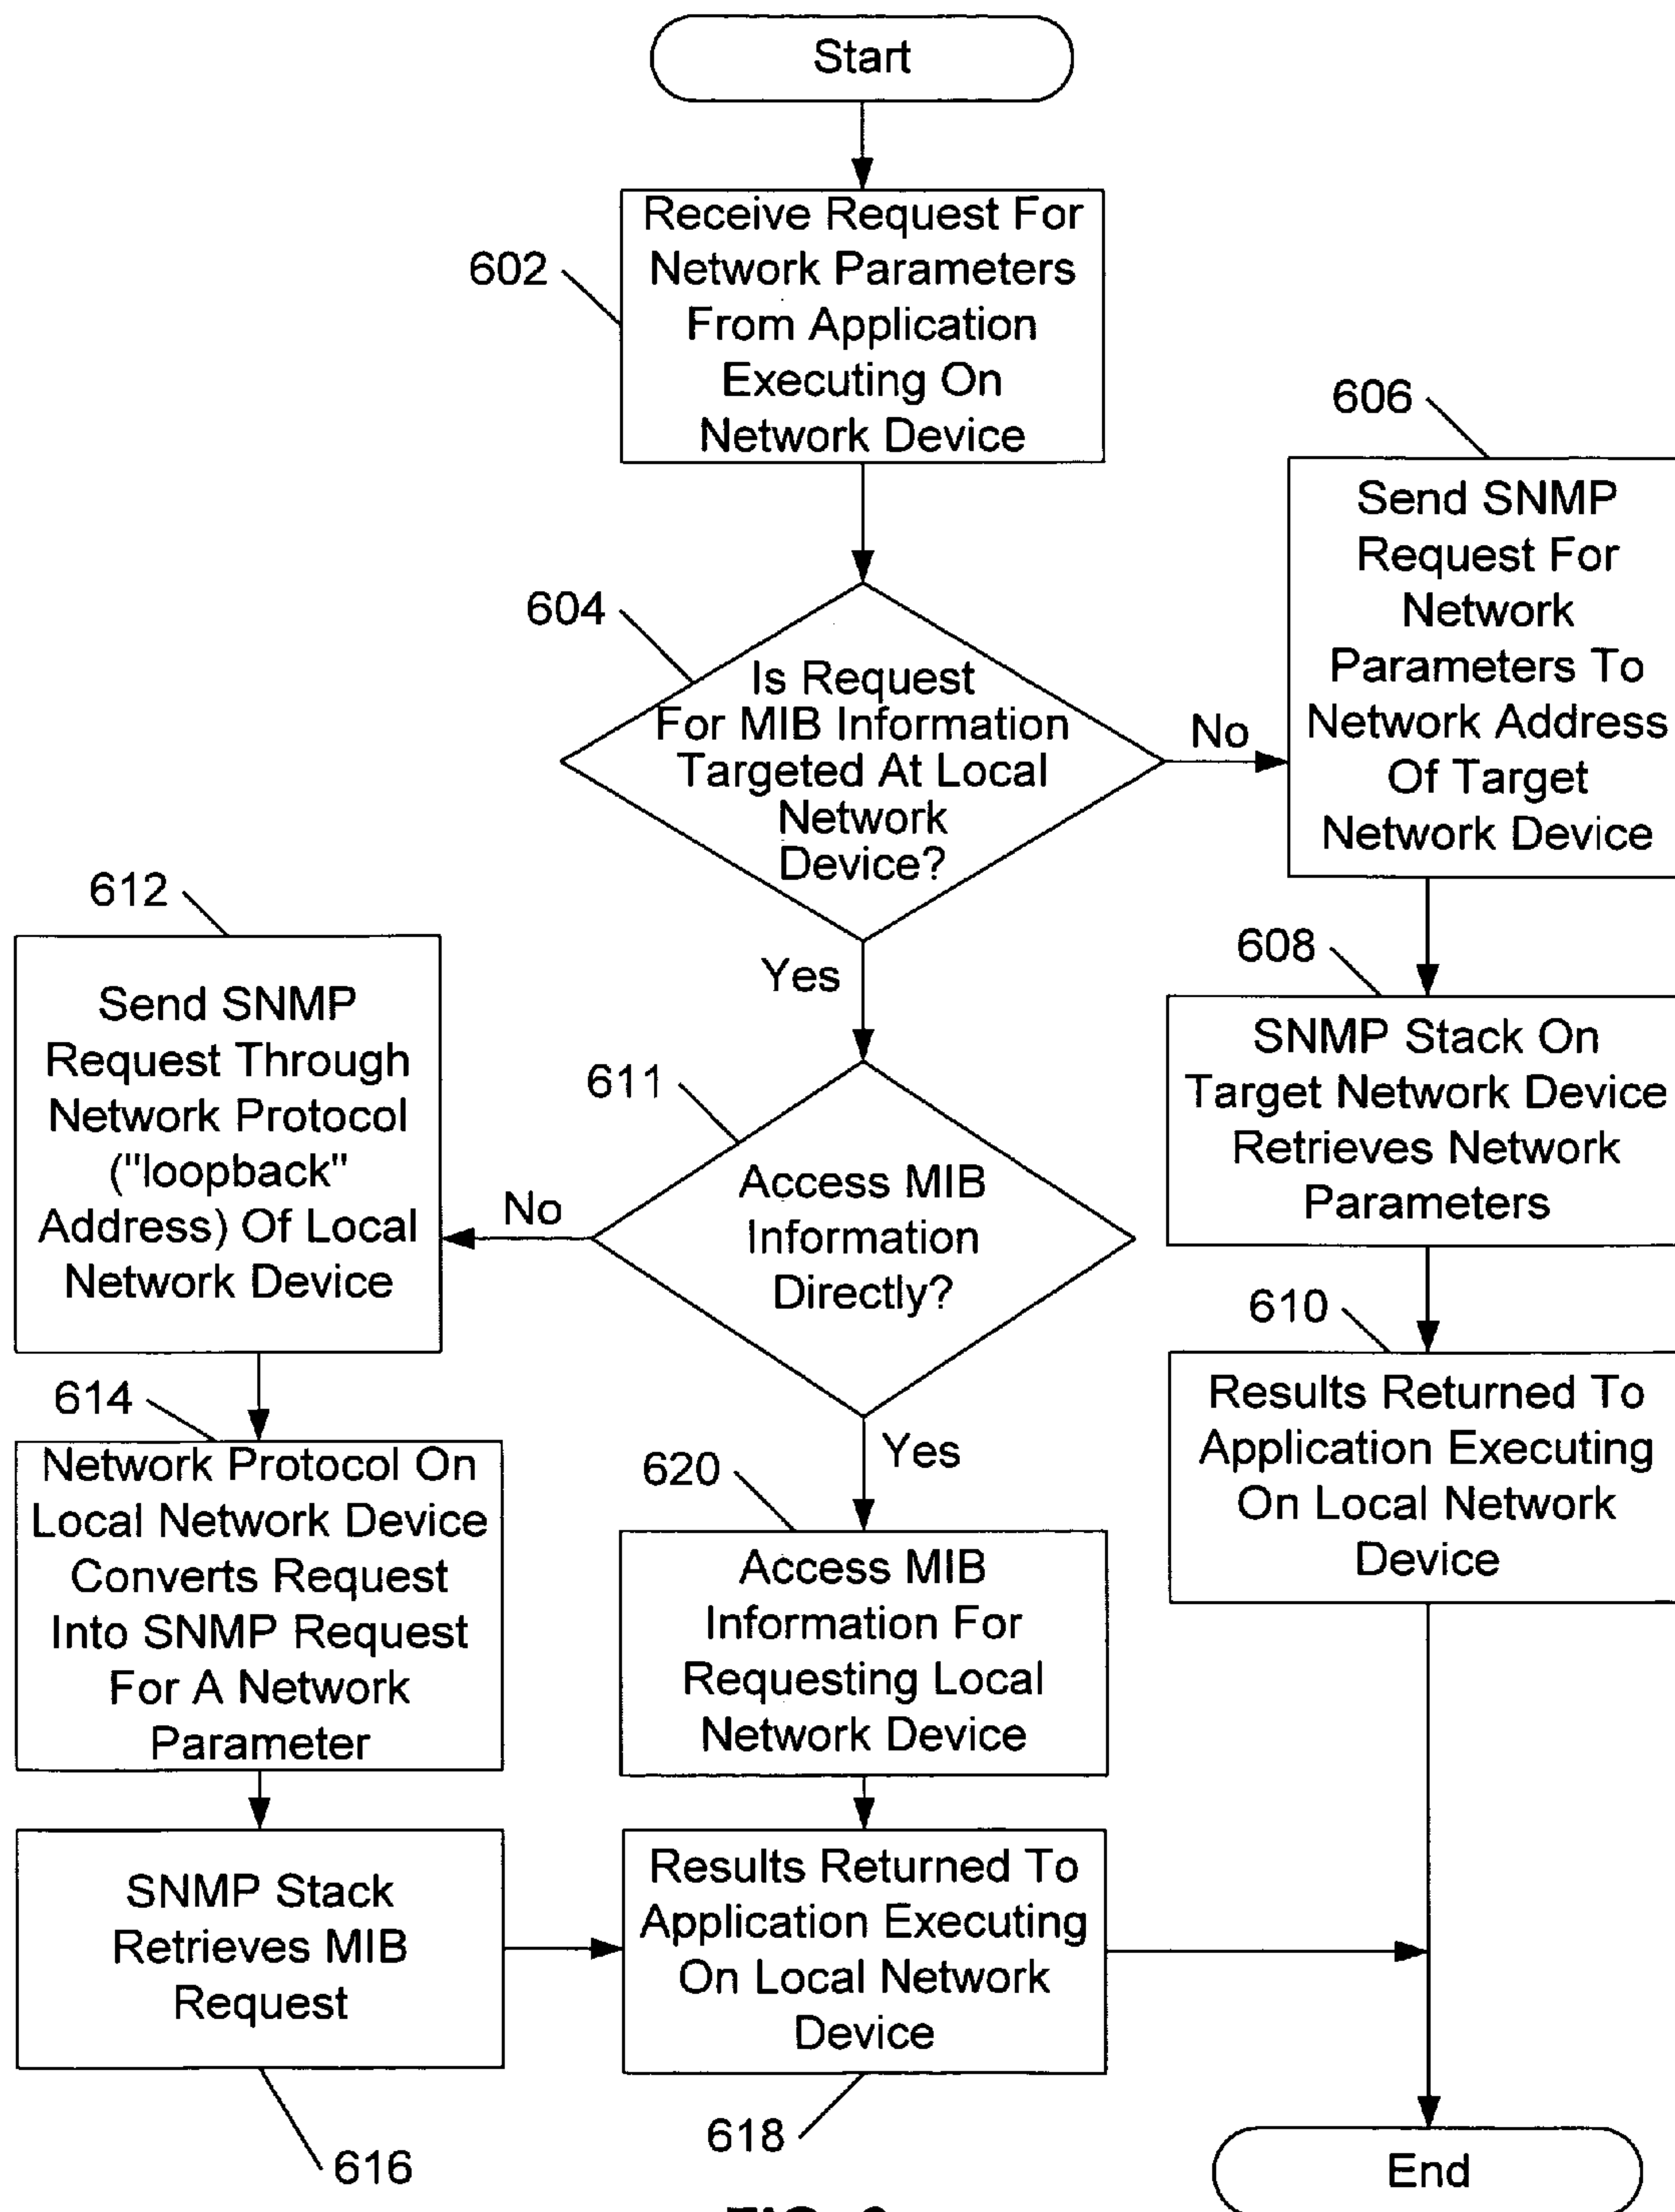 Start
602
Receive Request For
Network Parameters
From Application
Executing On
Network Device
604
Is Request
For MIB Information
Targeted At Local
Network
Device?
No
606
Send SNMP
Request For
Network
Parameters To
Network Address
Of Target
Network Device
608
SNMP Stack On
Target Network Device
Retrieves Network
Parameters
610
Results Returned To
Application Executing
On Local Network
Device
Yes
611
Access MIB
Information
Directly?
No
612
Send SNMP
Request Through
Network Protocol
("loopback"
Address) Of Local
Network Device
614
Network Protocol On
Local Network Device
Converts Request
Into SNMP Request
For A Network
Parameter
SNMP Stack
Retrieves MIB
Request
616
Yes
620
Access MIB
Information For
Requesting Local
Network Device
Results Returned To
Application Executing
On Local Network
Device
618
End